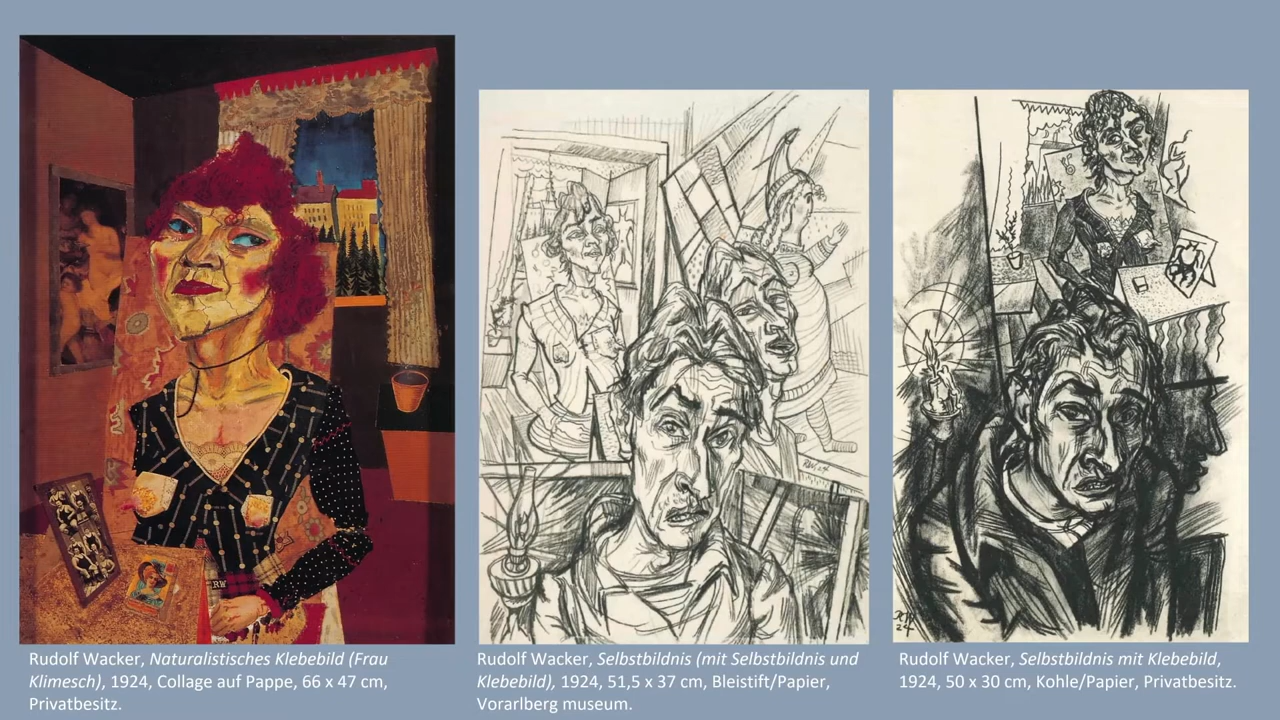 RW
Rudolf Wacker, Naturalistisches Klebebild (Frau
Klimesch), 1924, Collage auf Pappe, 66 x 47 cm,
Privatbesitz.
Rudolf Wacker, Selbstbildnis (mit Selbstbildnis und
Klebebild), 1924, 51,5 x 37 cm, Bleistift/Papier,
Vorarlberg museum.
Rudolf Wacker, Selbstbildnis mit Klebebild,
1924, 50 x 30 cm, Kohle/Papier, Privatbesitz.